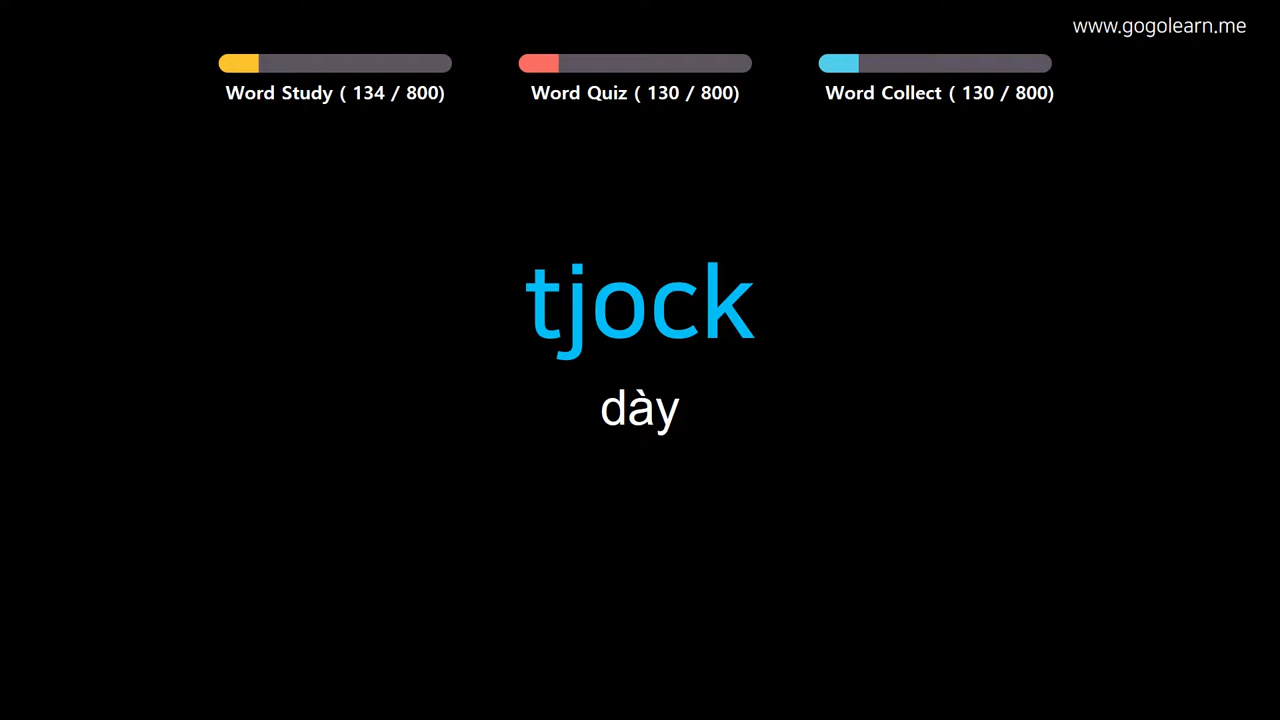 www.gogolearn.me
Word Study ( 134 / 800)
Word Quiz ( 130 / 800)
Word Collect ( 130 / 800)
tjock
dày